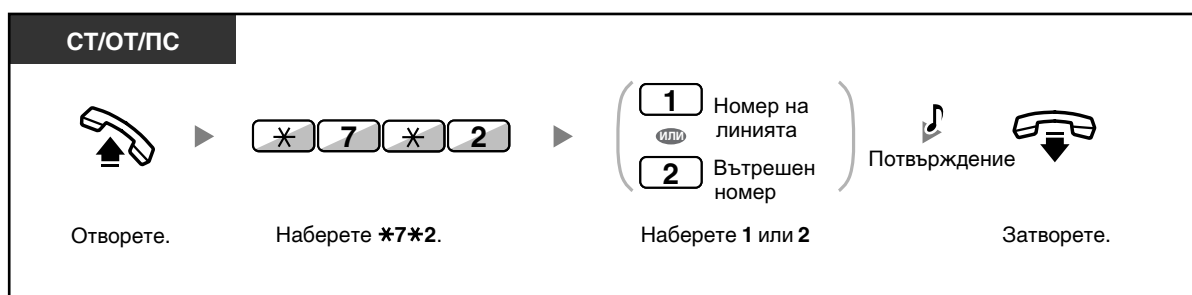 СТ/ОТ/ПС
✳ 7 ✳ 2
1 Номер на
линията
или
2 Вътрешен
номер
Потвърждение
Отворете.
Наберете ✳7✳2.
Наберете 1 или 2
Затворете.